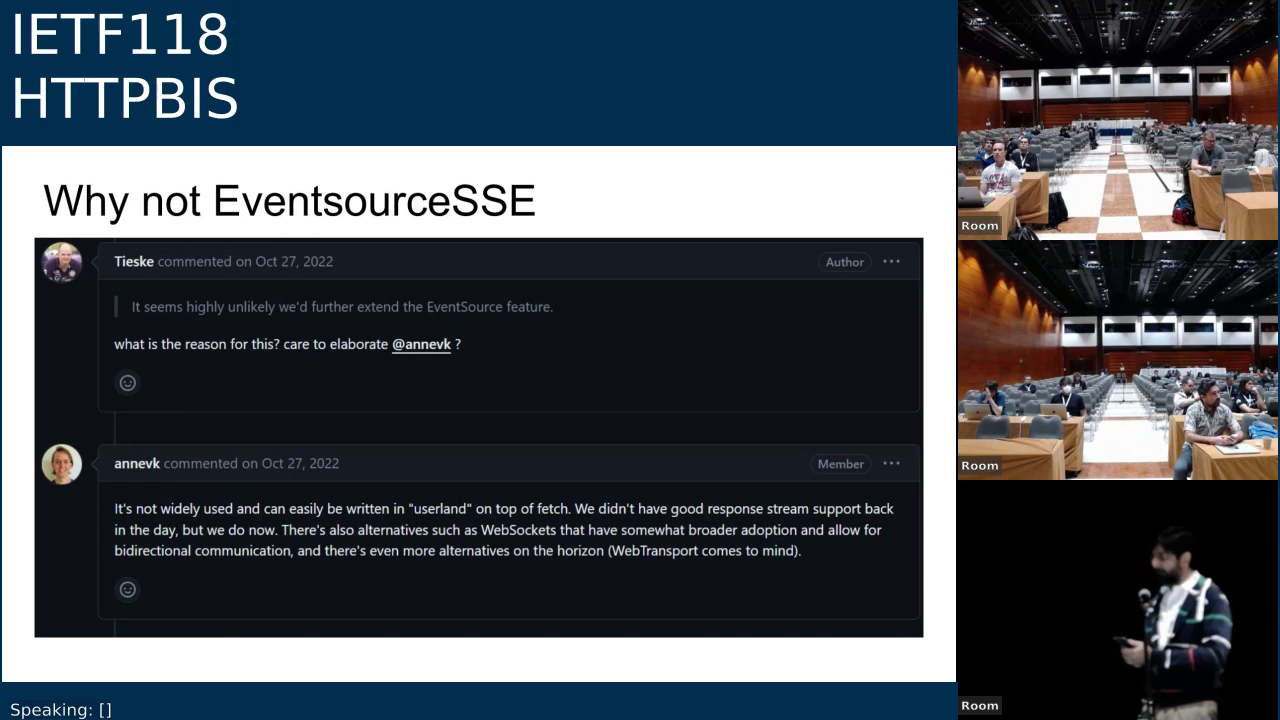 IETF118
HTTPBIS
Why not EventsourceSSE
Tieske commented on Oct 27, 2022
Author
It seems highly unlikely we'd further extend the EventSource feature.
what is the reason for this? care to elaborate @annevk ?
annevk commented on Oct 27, 2022
Member
It's not widely used and can easily be written in "userland" on top of fetch. We didn't have good response stream support back
in the day, but we do now. There's also alternatives such as WebSockets that have somewhat broader adoption and allow for
bidirectional communication, and there's even more alternatives on the horizon (WebTransport comes to mind).
Speaking: []
Room
Room
Room